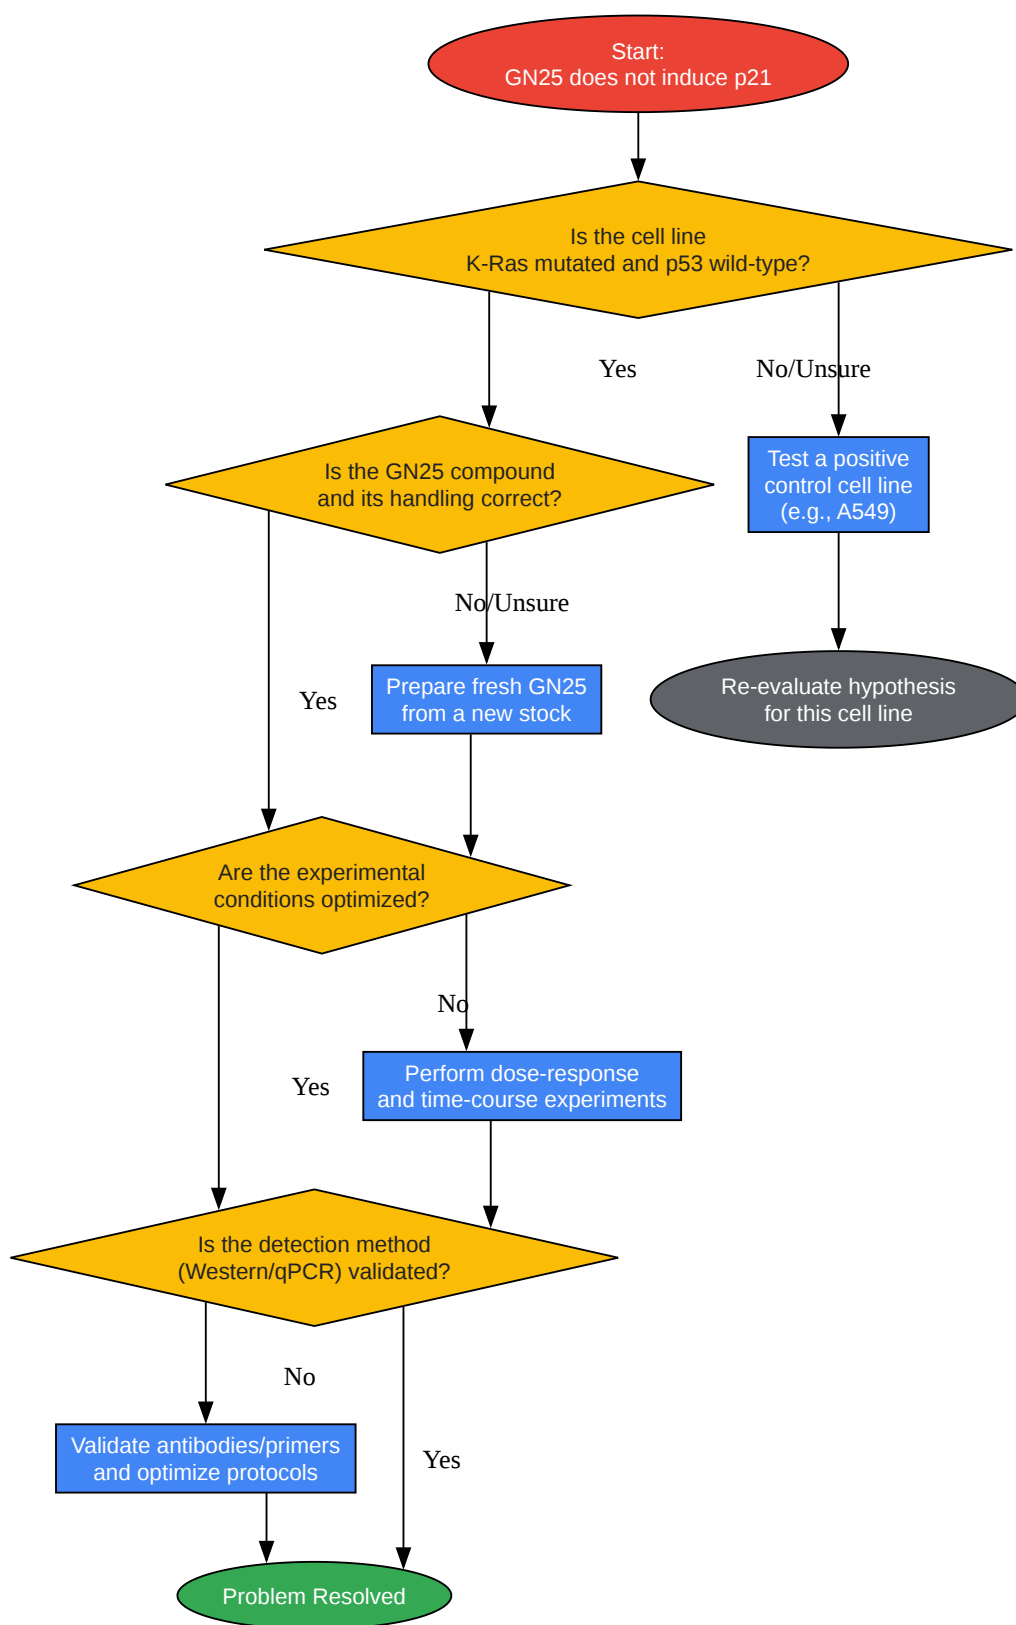 Start:
GN25 does not induce p21
Is the cell line
K-Ras mutated and p53 wild-type?
Yes
No/Unsure
Is the GN25 compound
and its handling correct?
Test a positive
control cell line
(e.g., A549)
No/Unsure
Yes
Prepare fresh GN25
from a new stock
Re-evaluate hypothesis
for this cell line
Are the experimental
conditions optimized?
No
Yes
Perform dose-response
and time-course experiments
Is the detection method
(Western/qPCR) validated?
No
Validate antibodies/primers
and optimize protocols
Yes
Problem Resolved